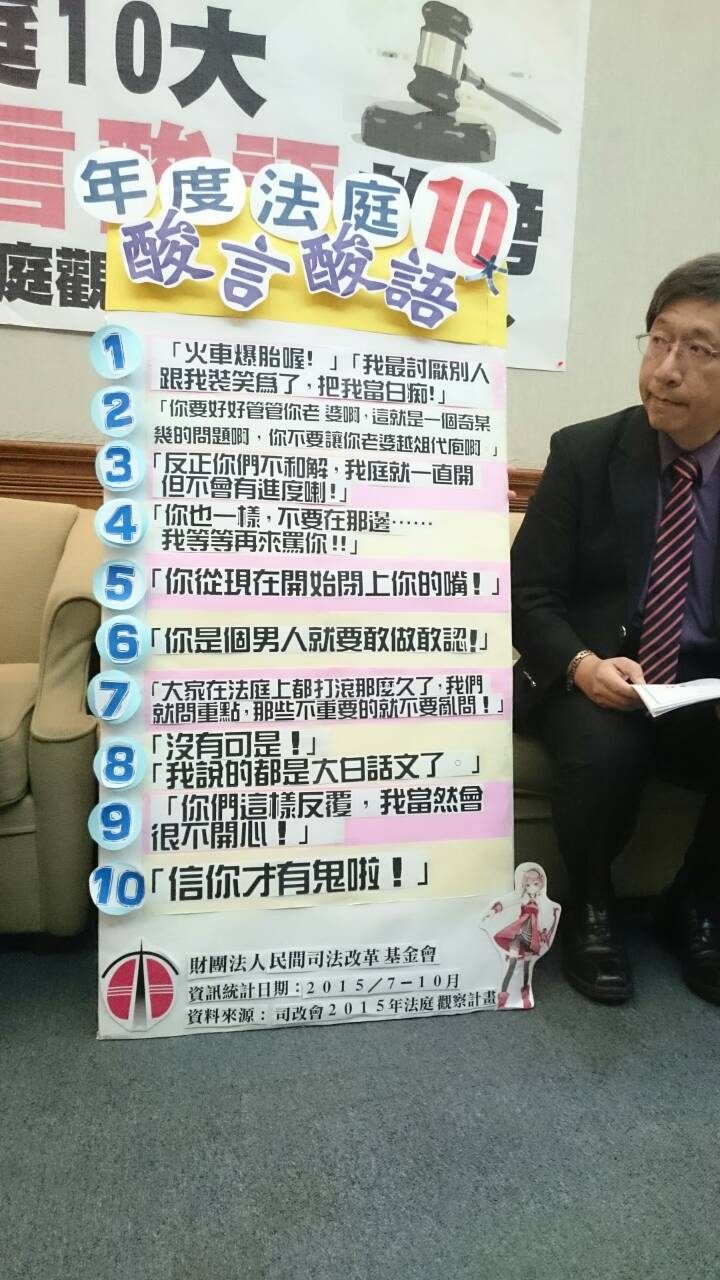 庭10大
言酸語
庭觀
年度法庭10大
酸言酸語
1 「火車爆胎喔!」「我最討厭別人
跟我裝笑為了,把我當白痴!」
2 「你要好好管管你老婆啊,這就是一個奇某
幾的問題啊,你不要讓你老婆越俎代庖啊。」
3 「反正你們不和解,我庭就一直開
但不會有進度喇!」
4 「你也一樣,不要在那邊……
我等等再來罵你!!」
5 「你從現在開始閉上你的嘴!」
6 「你是個男人就要敢做敢認!」
7 「大家在法庭上都打滾那麼久了,我們
就問重點,那些不重要的就不要亂問!」
8 「沒有可是!」
「我說的都是大白話文了。」
9 「你們這樣反覆,我當然會
很不開心!」
10 「信你才有鬼啦!」
財團法人民間司法改革基金會
資訊統計日期:2015/7-10月
資料來源:司改會2015年法庭觀察計畫